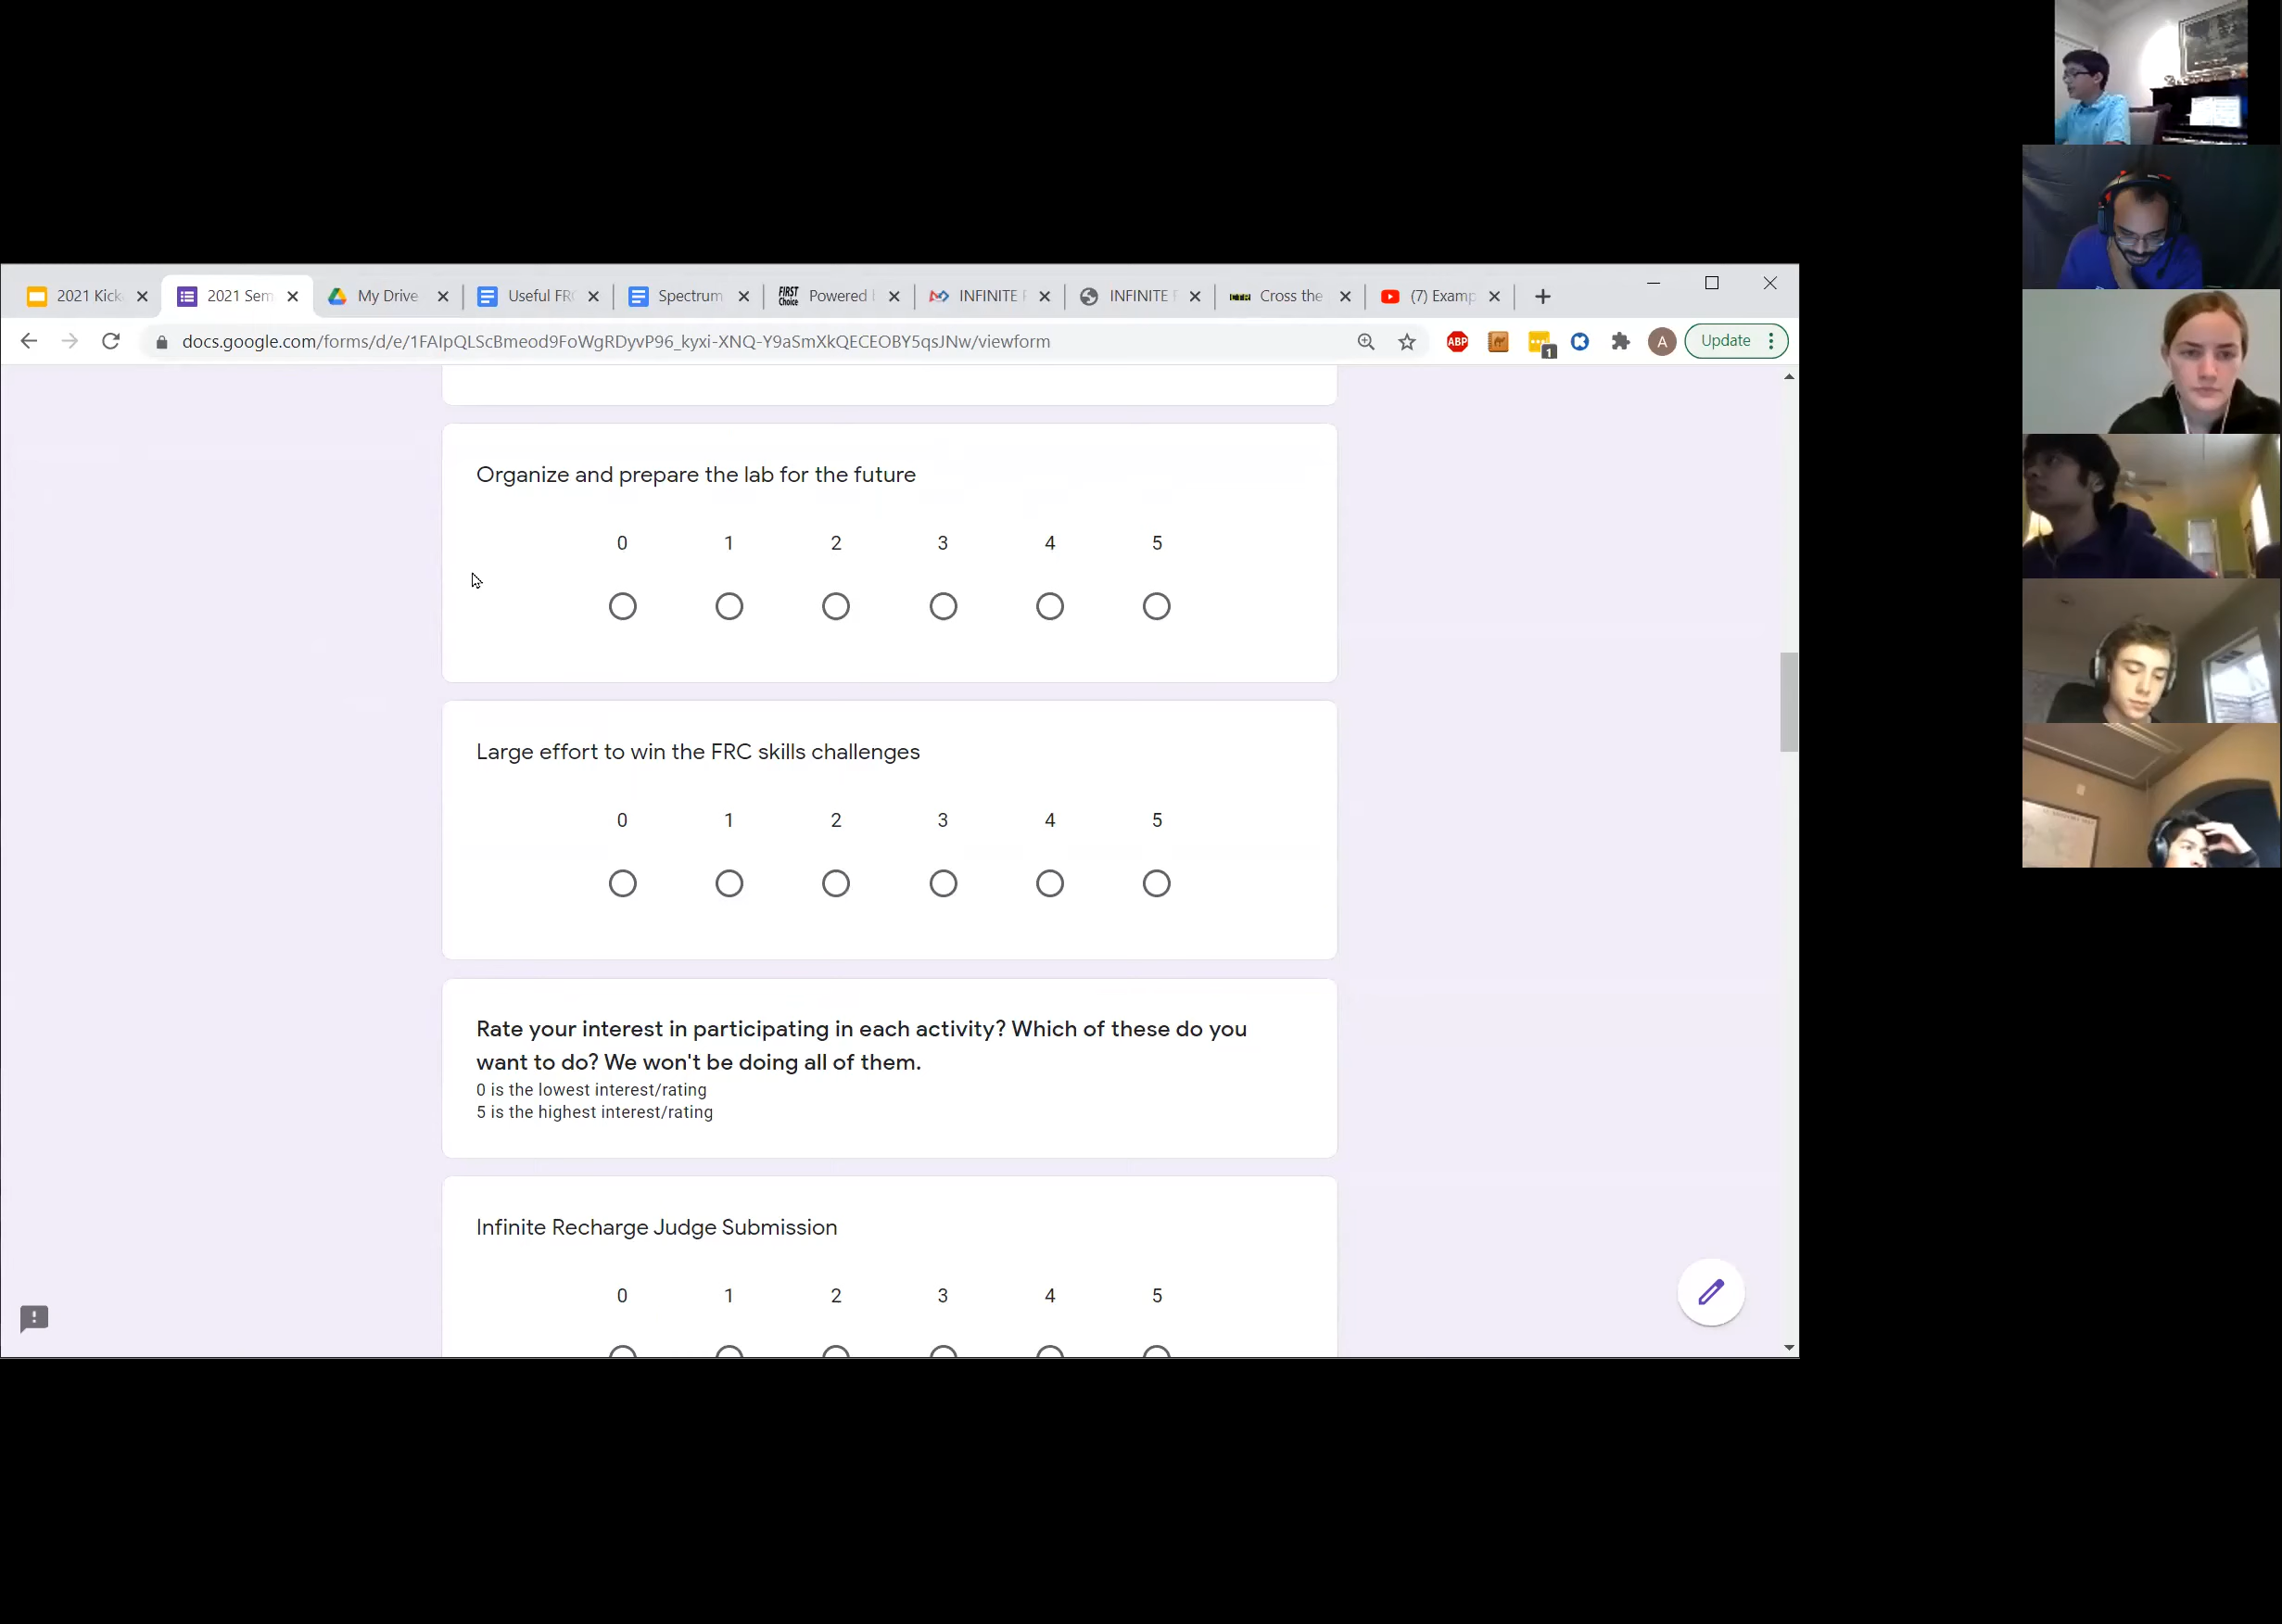 2021 Kick
2021 Sem
My Drive
Useful FRC
Spectrum
FIRST Choice
Powered
INFINITE
INFINITE
Cross the
(7) Examp
docs.google.com/forms/d/e/1FAIpQLScBmeod9FoWgRDyvP96_kyxi-XNQ-Y9aSmXkQECEOBY5qsJNw/viewform
ABP
1
A
Update
Organize and prepare the lab for the future
0 1 2 3 4 5
Large effort to win the FRC skills challenges
0 1 2 3 4 5
Rate your interest in participating in each activity? Which of these do you
want to do? We won't be doing all of them.
0 is the lowest interest/rating
5 is the highest interest/rating
Infinite Recharge Judge Submission
0 1 2 3 4 5